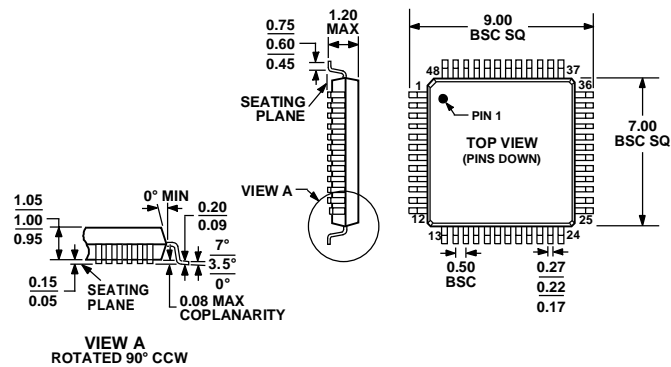 0.75
0.60
0.45
1.20
MAX
SEATING
PLANE
VIEW A
9.00
BSC SQ
48
37
1
36
PIN 1
TOP VIEW
(PINS DOWN)
7.00
BSC SQ
12
25
13
24
0.50
BSC
0.27
0.22
0.17
1.05
1.00
0.95
0° MIN
0.20
0.09
7°
3.5°
0°
0.15
0.05
SEATING
PLANE
0.08 MAX
COPLANARITY
VIEW A
ROTATED 90° CCW